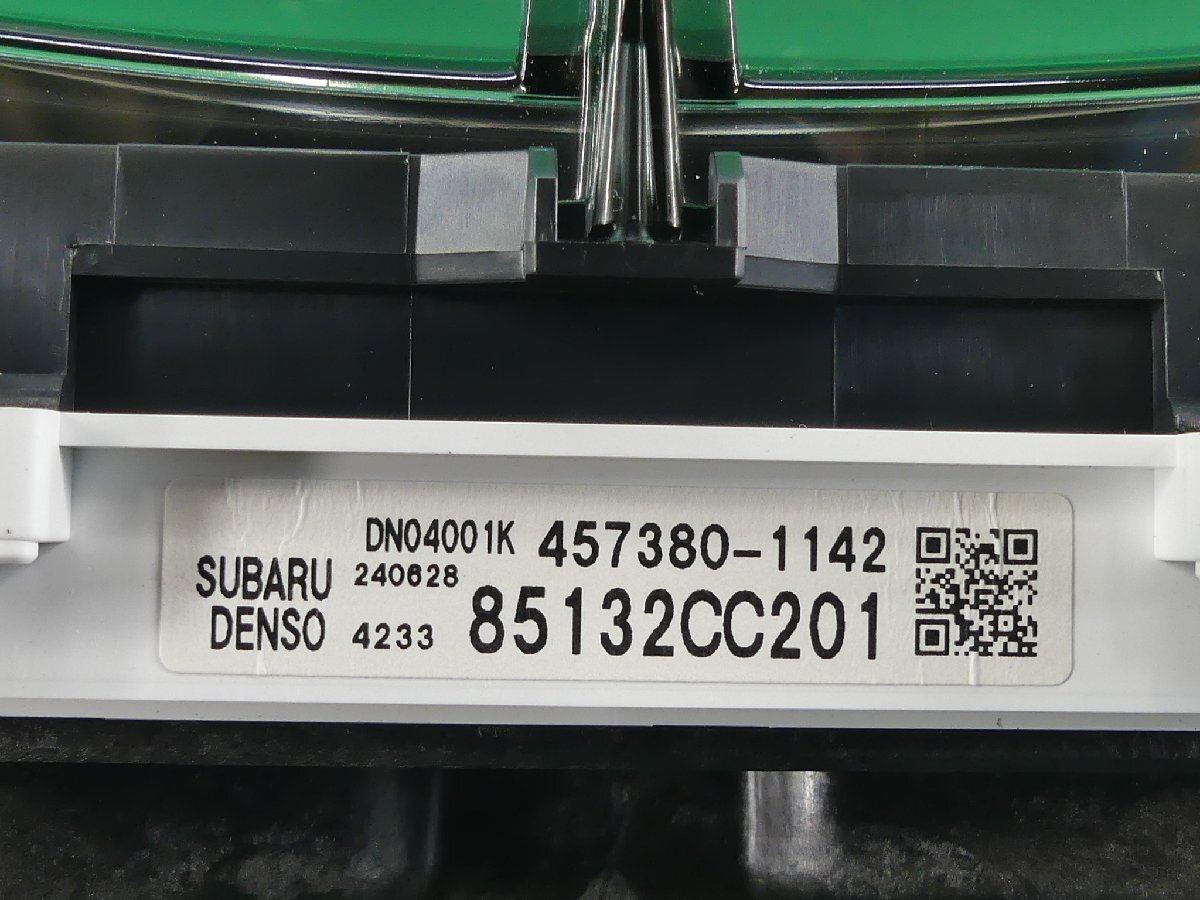 DN04001K 457380-1142
SUBARU 240628
DENSO 4233 85132CC201